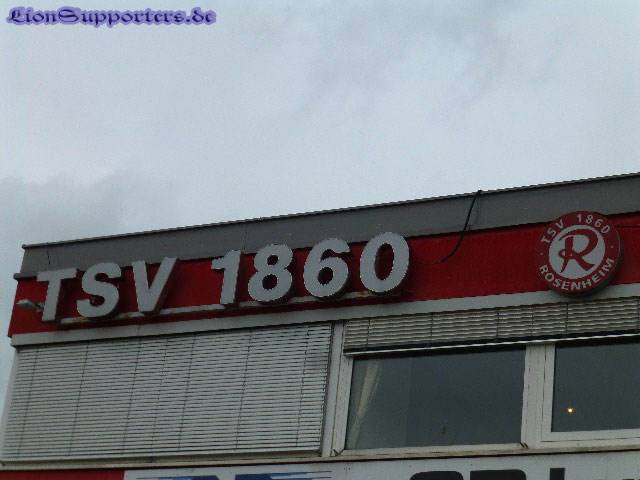 LionSupporters.de
TSV 1860
TSV 1860
R
ROSENHEIM